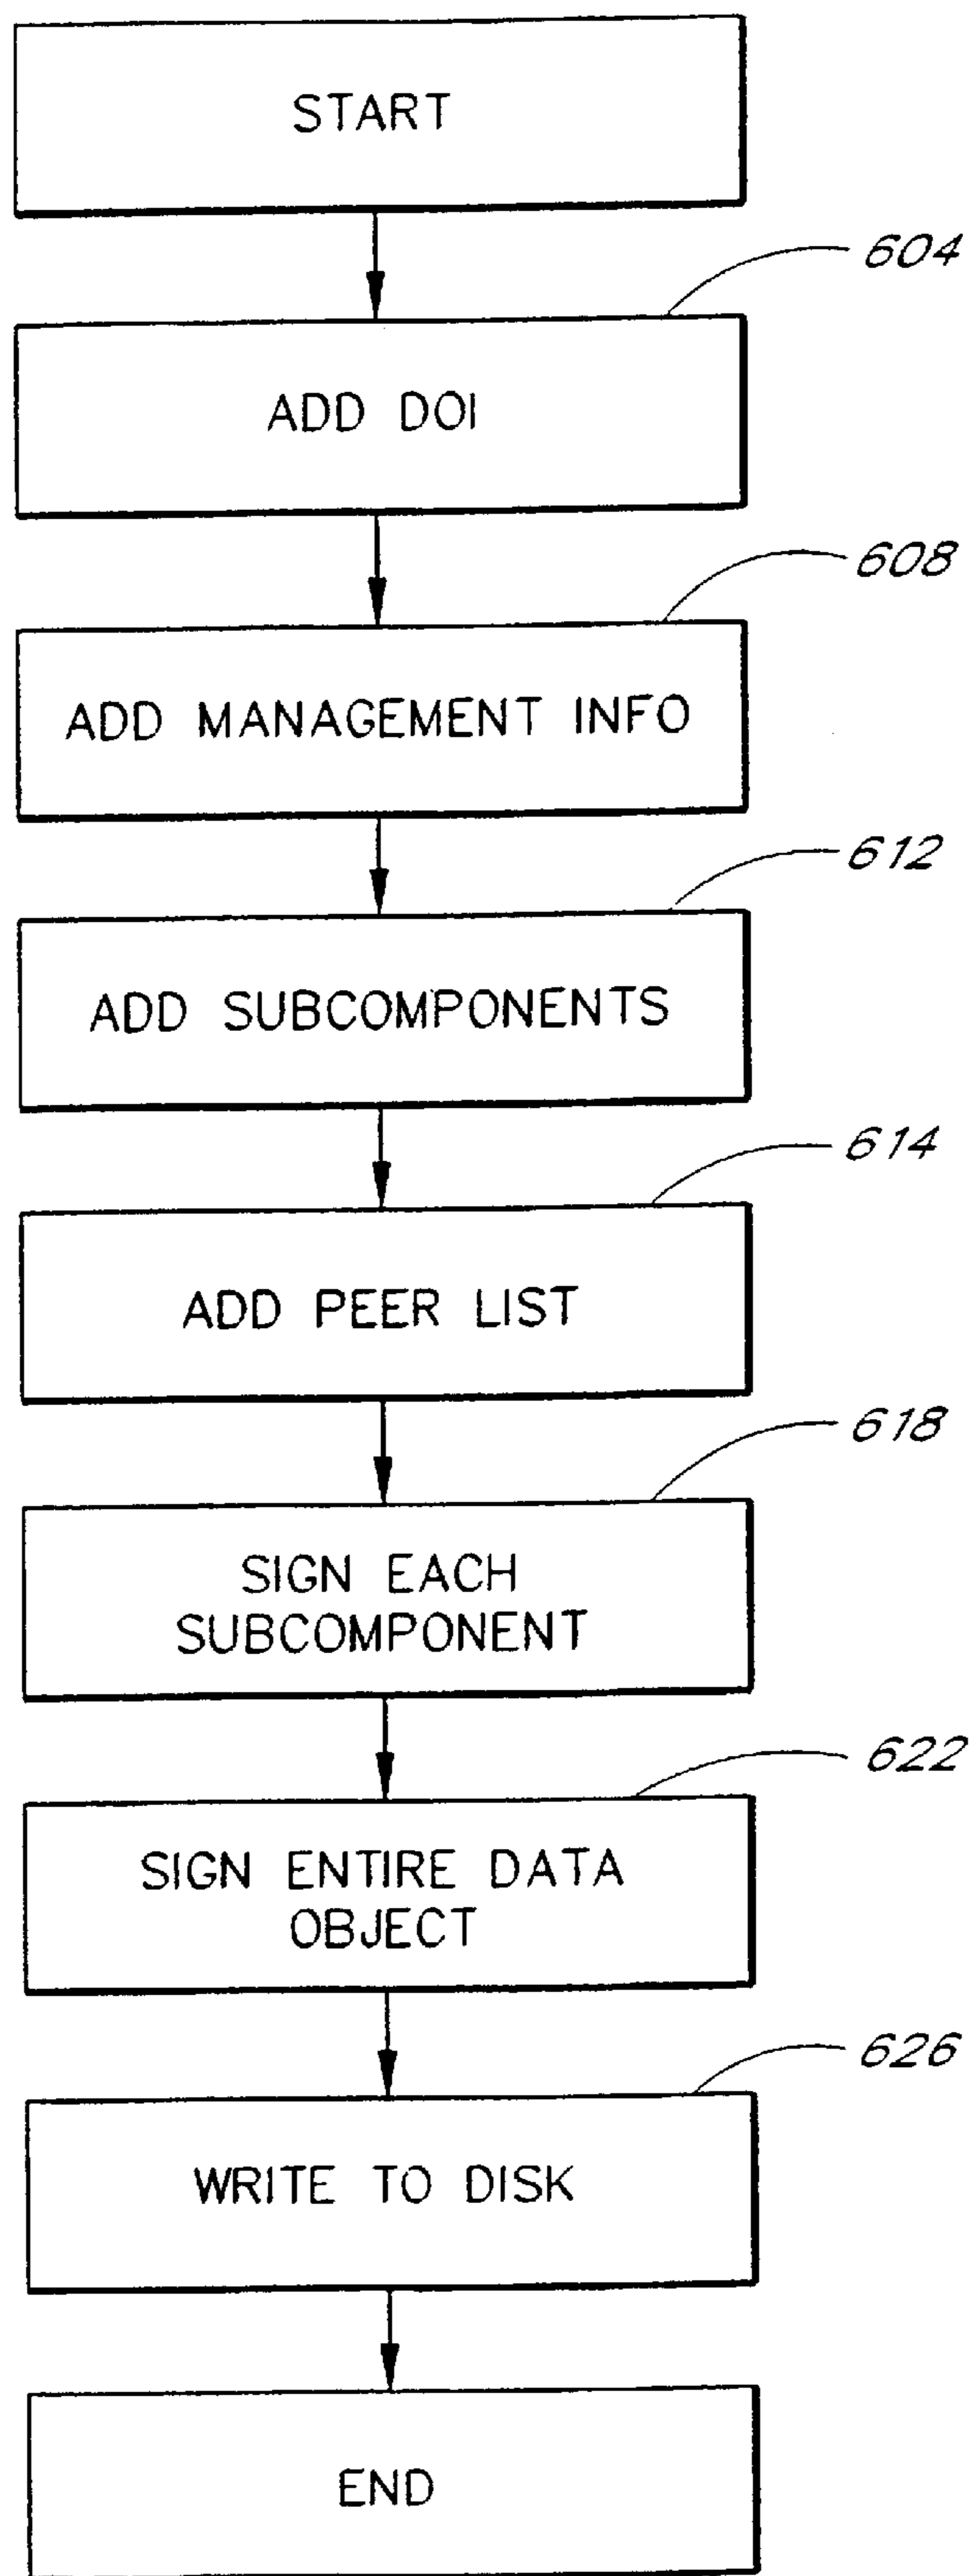 START
604
ADD DOI
608
ADD MANAGEMENT INFO
612
ADD SUBCOMPONENTS
614
ADD PEER LIST
618
SIGN EACH
SUBCOMPONENT
622
SIGN ENTIRE DATA
OBJECT
626
WRITE TO DISK
END